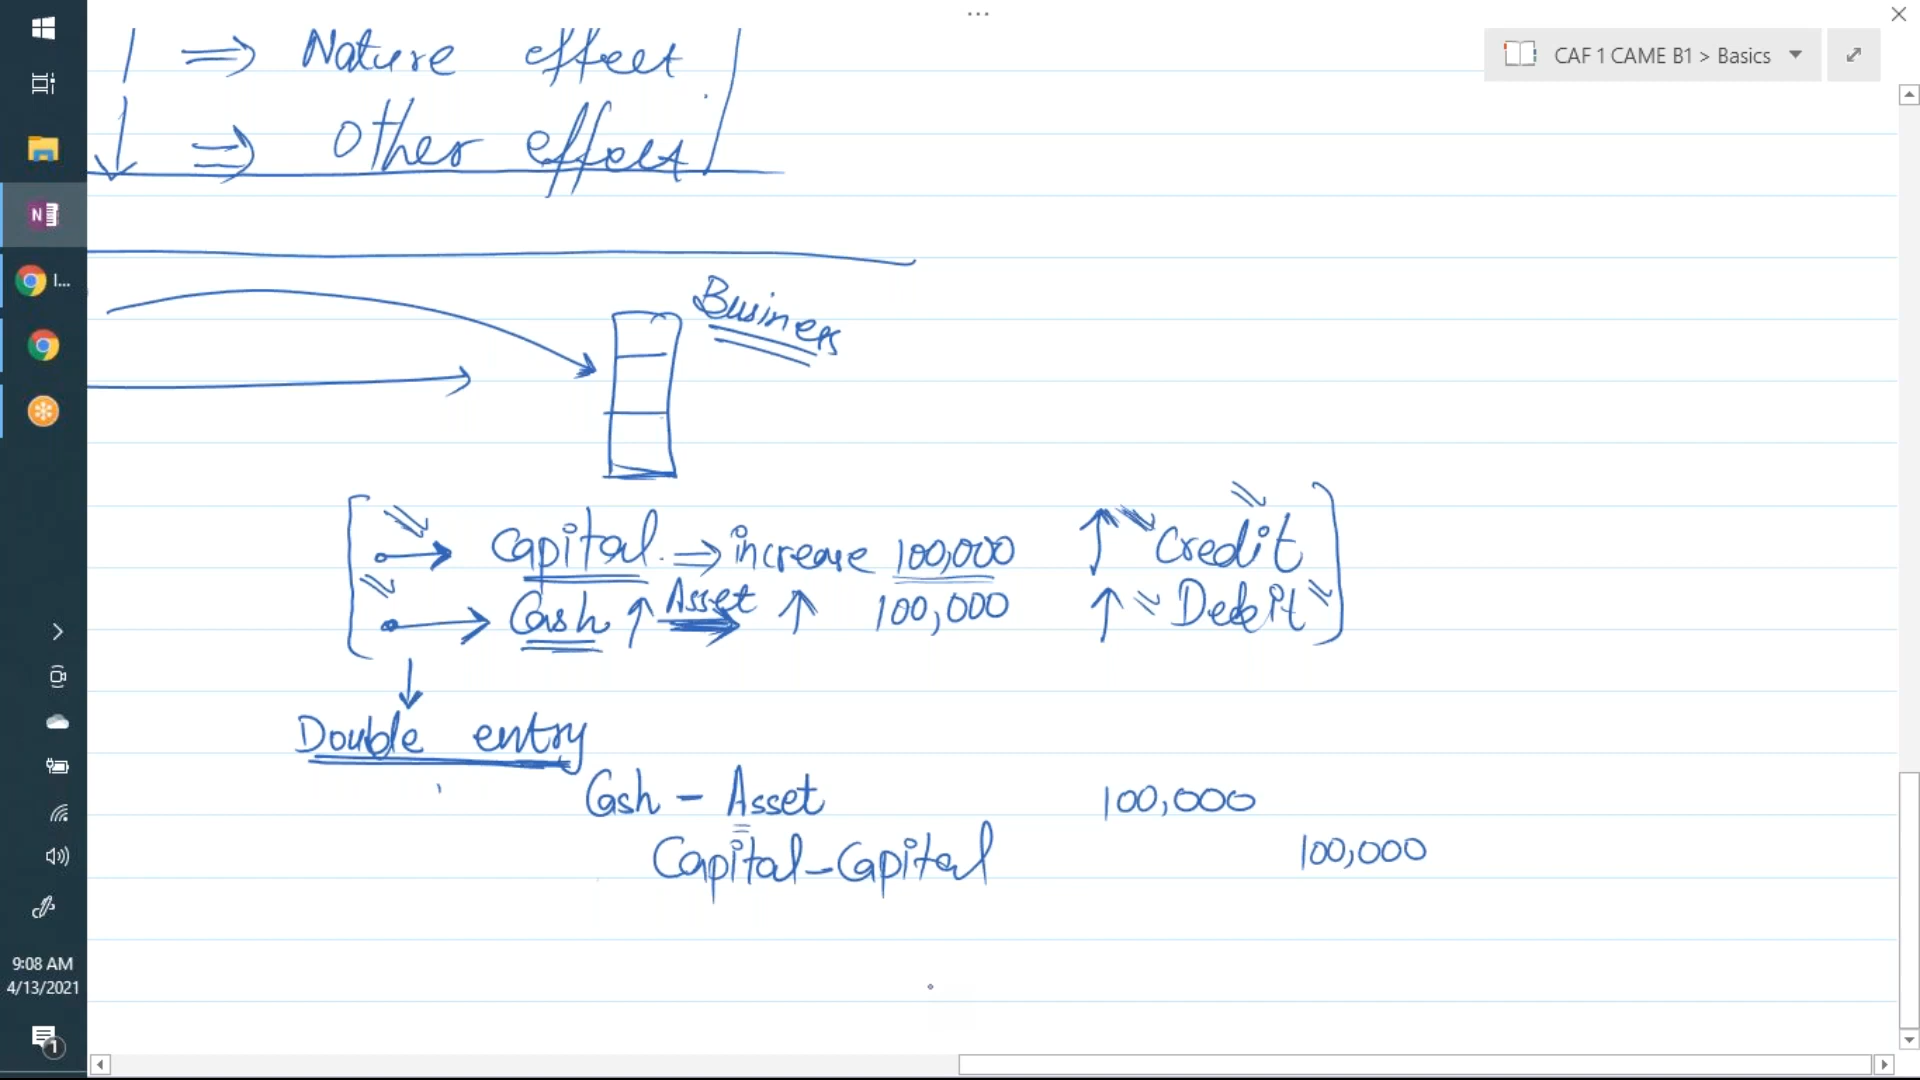 ...
CAF 1 CAME B1 > Basics
⇒ Nature effect
↓ ⇒ Other effect
I...
Business
Capital ⇒ increase 100,000 ↑ Credit
Cash ↑ Asset ↑ 100,000 ↑ Debit
Double entry
Cash - Asset 100,000
Capital - Capital 100,000
9:08 AM
4/13/2021
1